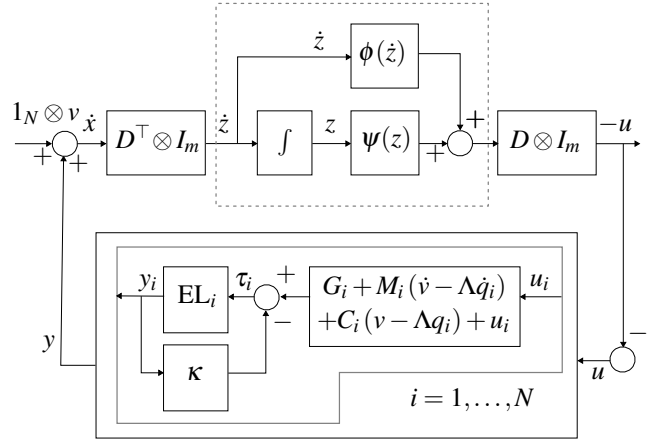 ż
ϕ(ż)
1_N ⊗ v
ẋ
D^⊤ ⊗ I_m
ż
∫
z
ψ(z)
D ⊗ I_m
−u
+
+
+
+
y_i
EL_i
τ_i
+
−
G_i + M_i(v̇ − Λq̇_i)
+C_i(v − Λq_i) + u_i
u_i
−
y
κ
u
i = 1,…,N